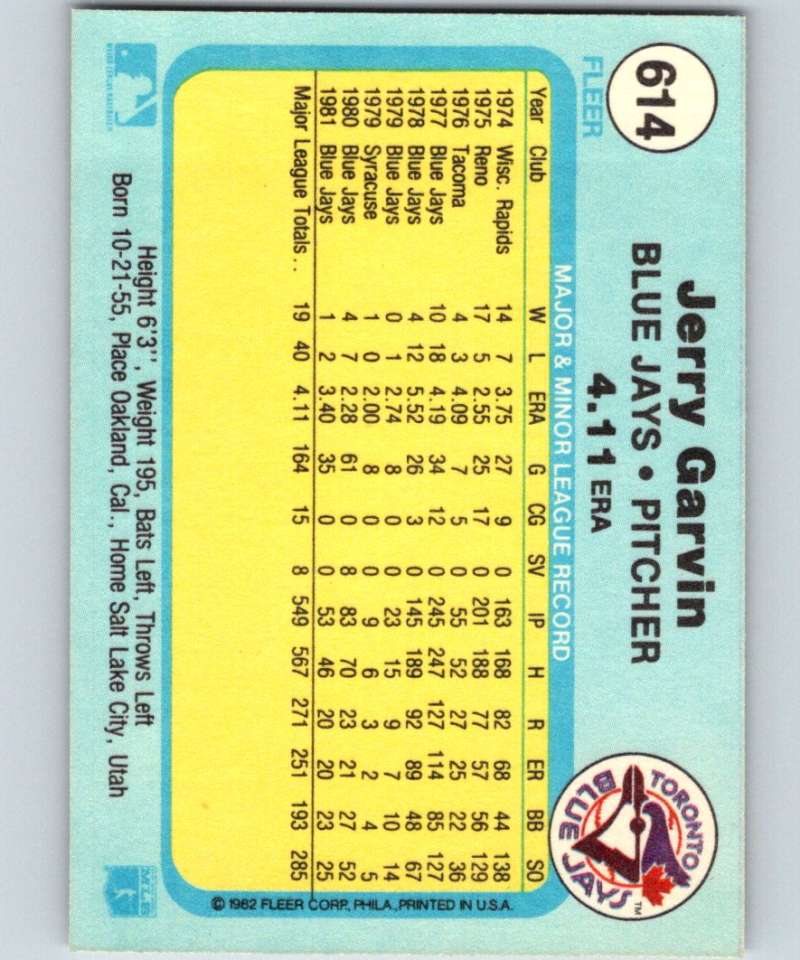 614
FLEER
Jerry Garvin
BLUE JAYS • PITCHER
4.11 ERA
TORONTO
BLUE JAYS
TM
MAJOR & MINOR LEAGUE RECORD
Year Club W L ERA G CG SV IP H R ER BB SO
1974 Wisc. Rapids 14 7 3.75 27 9 0 163 168 82 68 44 138
1975 Reno 17 5 2.55 25 17 0 201 188 77 57 56 129
1976 Tacoma 4 3 4.09 7 5 0 55 52 27 25 22 36
1977 Blue Jays 10 18 4.19 34 12 0 245 247 127 114 85 127
1978 Blue Jays 4 12 5.52 26 3 0 145 189 92 89 48 67
1979 Blue Jays 0 1 2.74 8 0 0 23 15 9 7 10 14
1979 Syracuse 1 0 2.00 8 0 0 9 6 3 2 4 5
1980 Blue Jays 4 7 2.28 61 0 8 83 70 23 21 27 52
1981 Blue Jays 1 2 3.40 35 0 0 53 46 20 20 23 25
Major League Totals . . 19 40 4.11 164 15 8 549 567 271 251 193 285
© 1982 FLEER CORP., PHILA., PRINTED IN U.S.A.
Height 6'3", Weight 195, Bats Left, Throws Left
Born 10-21-55, Place Oakland, Cal., Home Salt Lake City, Utah